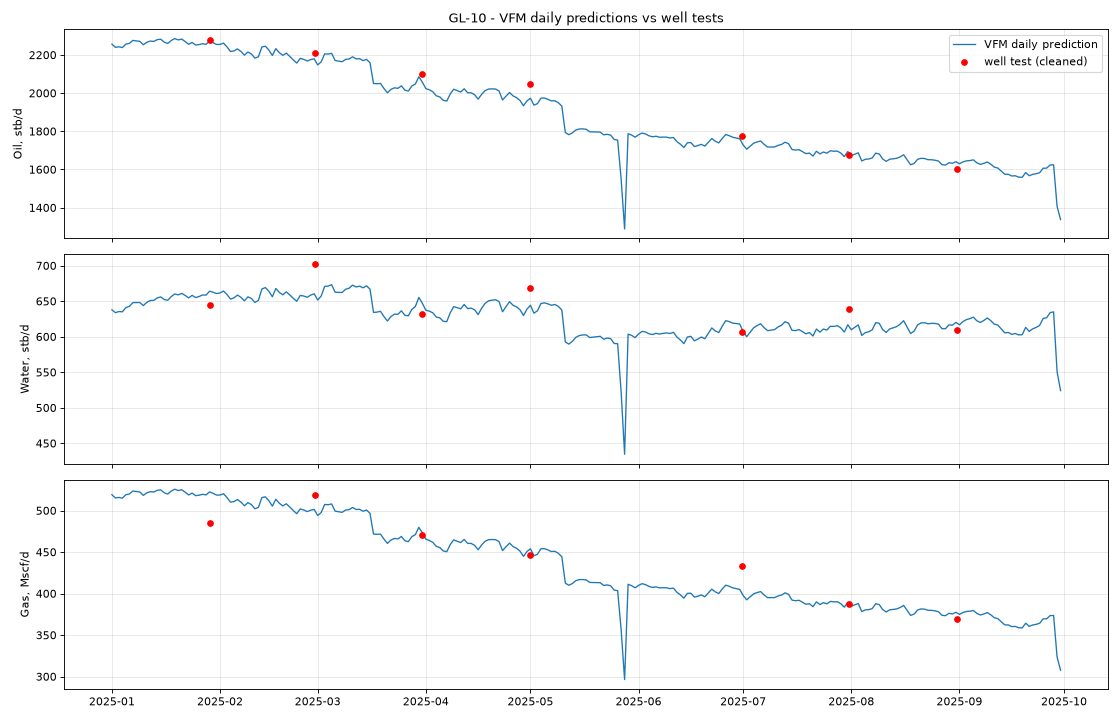 GL-10 - VFM daily predictions vs well tests
VFM daily prediction
well test (cleaned)
Oil, stb/d
2200
2000
1800
1600
1400
Water, stb/d
700
650
600
550
500
450
Gas, Mscf/d
500
450
400
350
300
2025-01 2025-02 2025-03 2025-04 2025-05 2025-06 2025-07 2025-08 2025-09 2025-10